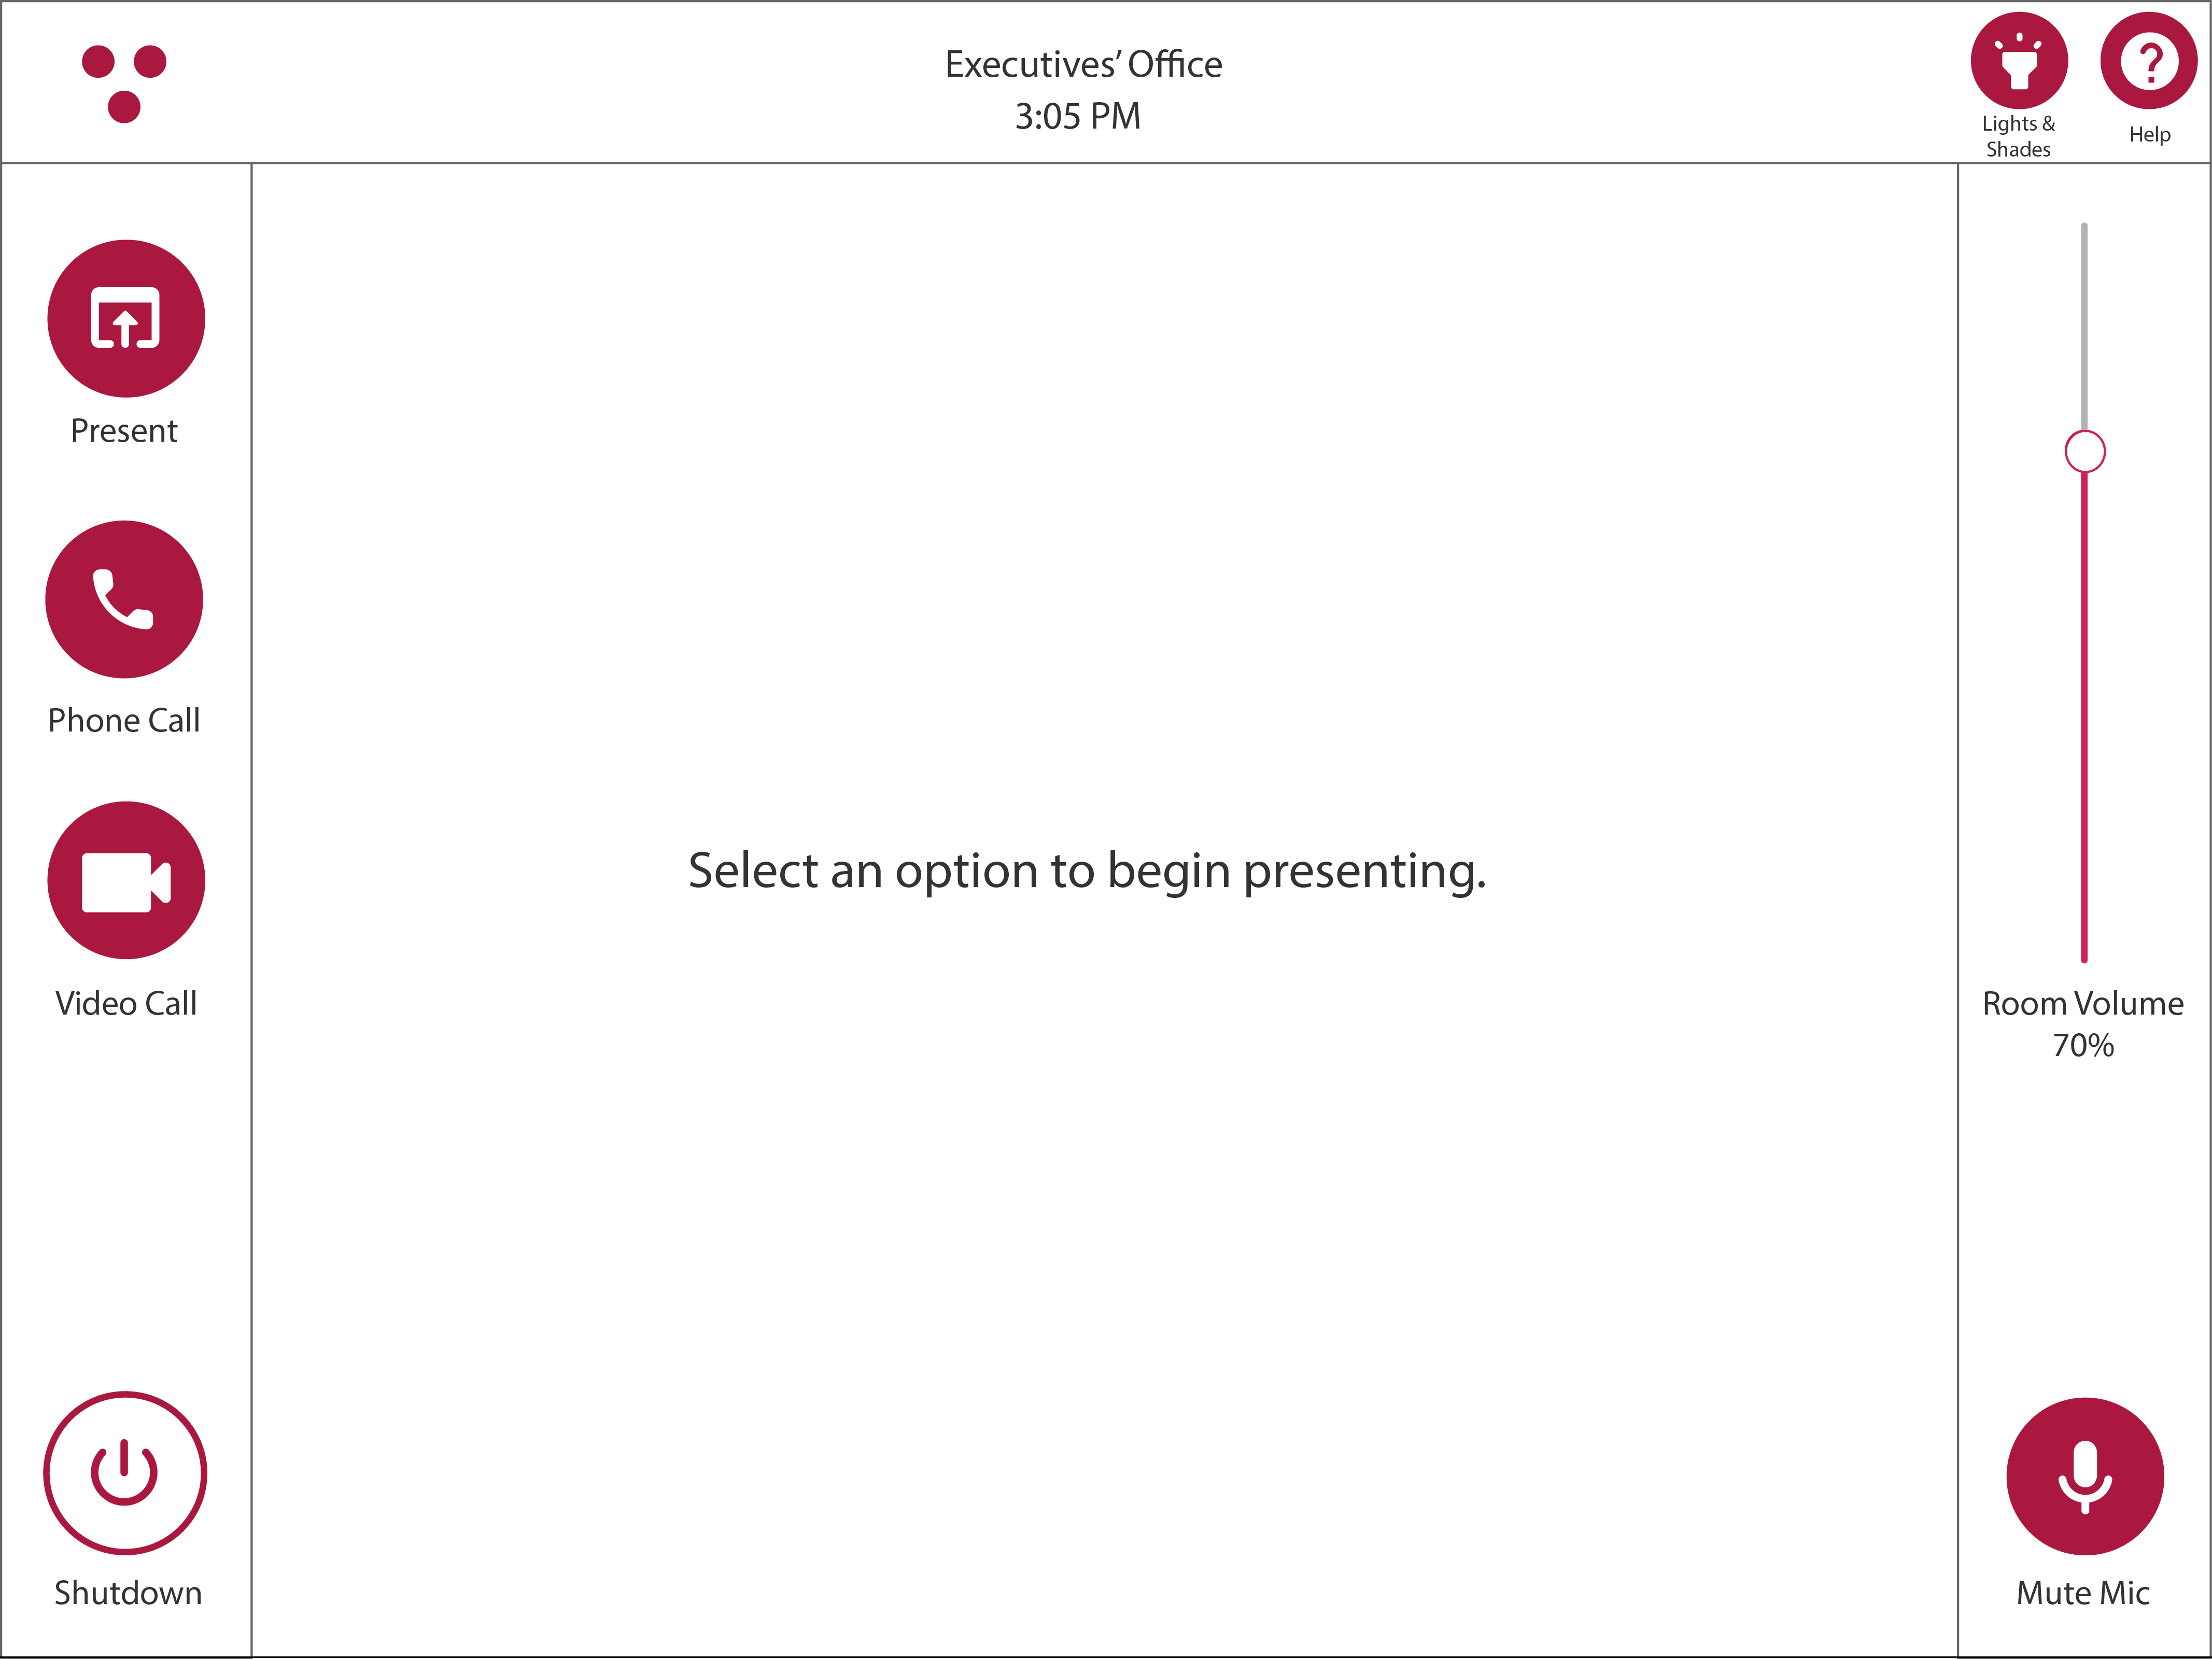 Executives’ Office
3:05 PM
Lights &
Shades
Help
Present
Phone Call
Video Call
Shutdown
Select an option to begin presenting.
Room Volume
70%
Mute Mic